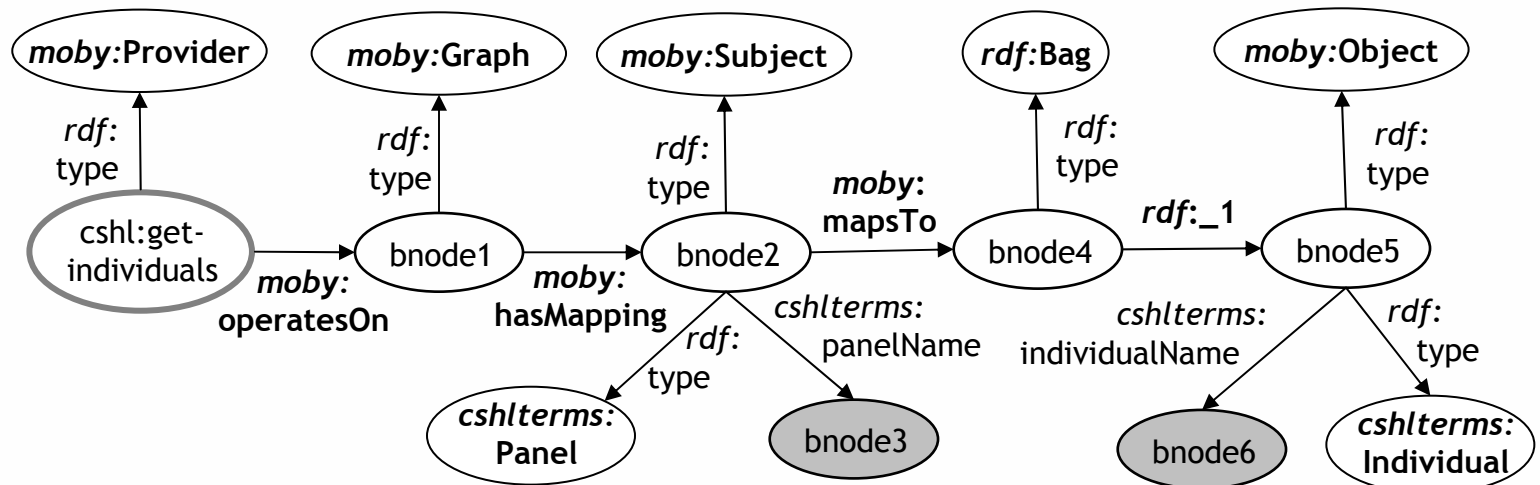 moby:Provider
moby:Graph
moby:Subject
rdf:Bag
moby:Object
rdf:
type
rdf:
type
rdf:
type
rdf:
type
rdf:
type
cshl:get-
individuals
moby:
operatesOn
bnode1
moby:
hasMapping
bnode2
moby:
mapsTo
bnode4
rdf:_1
bnode5
rdf:
type
cshlterms:
panelName
cshlterms:
individualName
rdf:
type
cshlterms:
Panel
bnode3
bnode6
cshlterms:
Individual